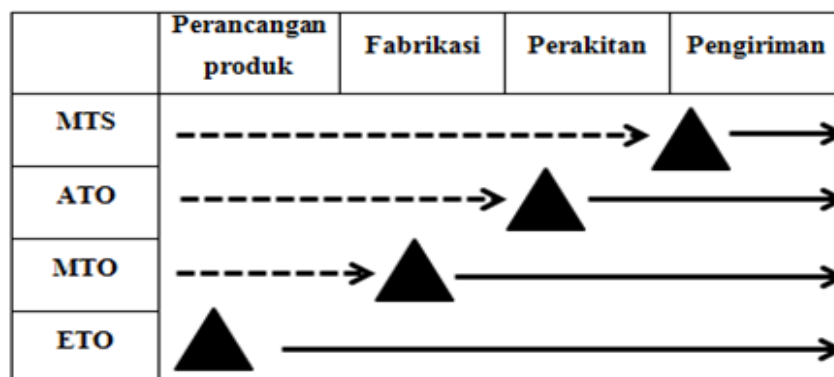 Perancangan
produk
Fabrikasi
Perakitan
Pengiriman
MTS
ATO
MTO
ETO